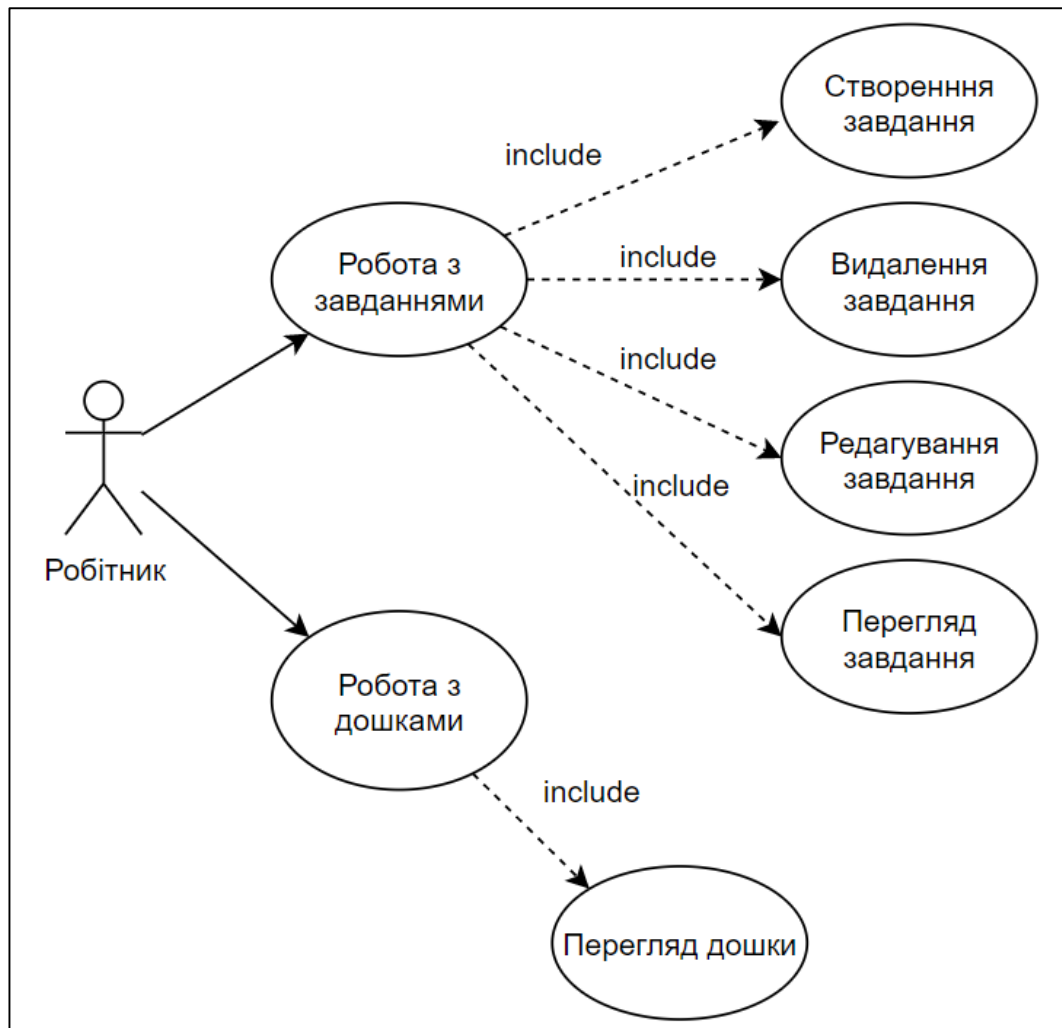 Створенння
завдання
include
Робота з
завданнями
include
Видалення
завдання
include
Редагування
завдання
include
Перегляд
завдання
Робітник
Робота з
дошками
include
Перегляд дошки